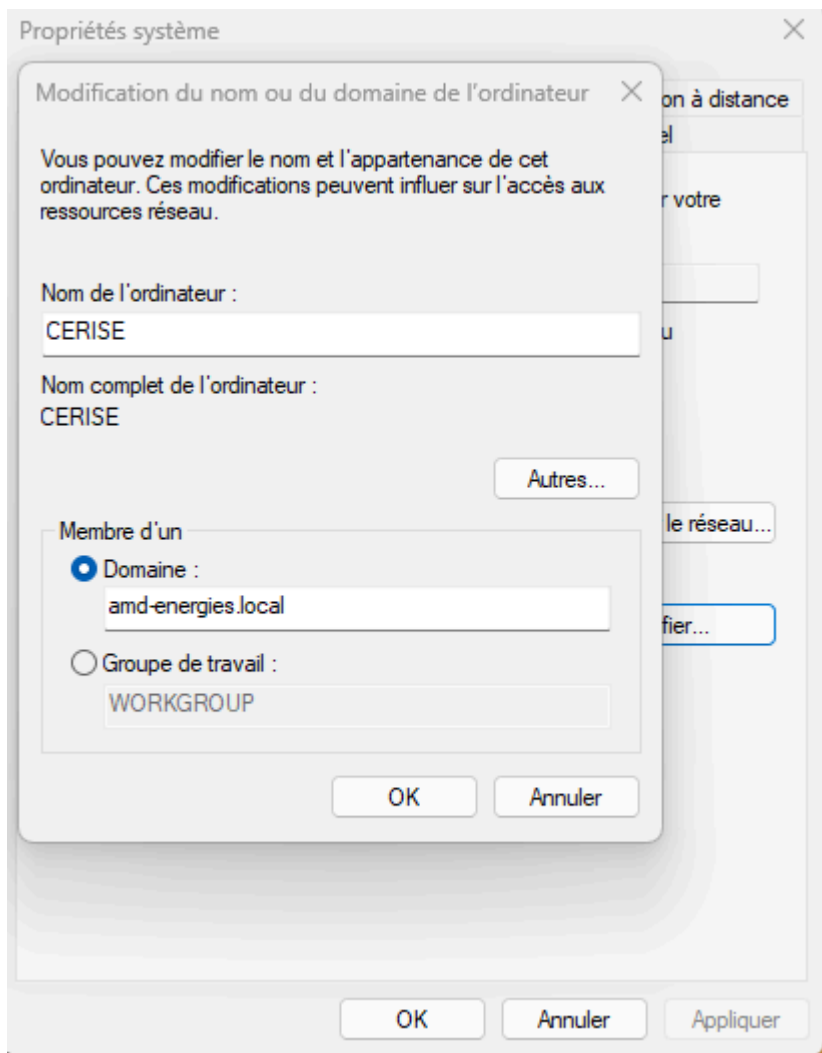 Propriétés système
Modification du nom ou du domaine de l'ordinateur
on à distance
el
Vous pouvez modifier le nom et l'appartenance de cet
ordinateur. Ces modifications peuvent influer sur l'accès aux
ressources réseau.
r votre
Nom de l'ordinateur :
CERISE
u
Nom complet de l'ordinateur :
CERISE
Autres...
Membre d'un
le réseau...
Domaine :
amd-energies.local
fier...
Groupe de travail :
WORKGROUP
OK
Annuler
OK
Annuler
Appliquer